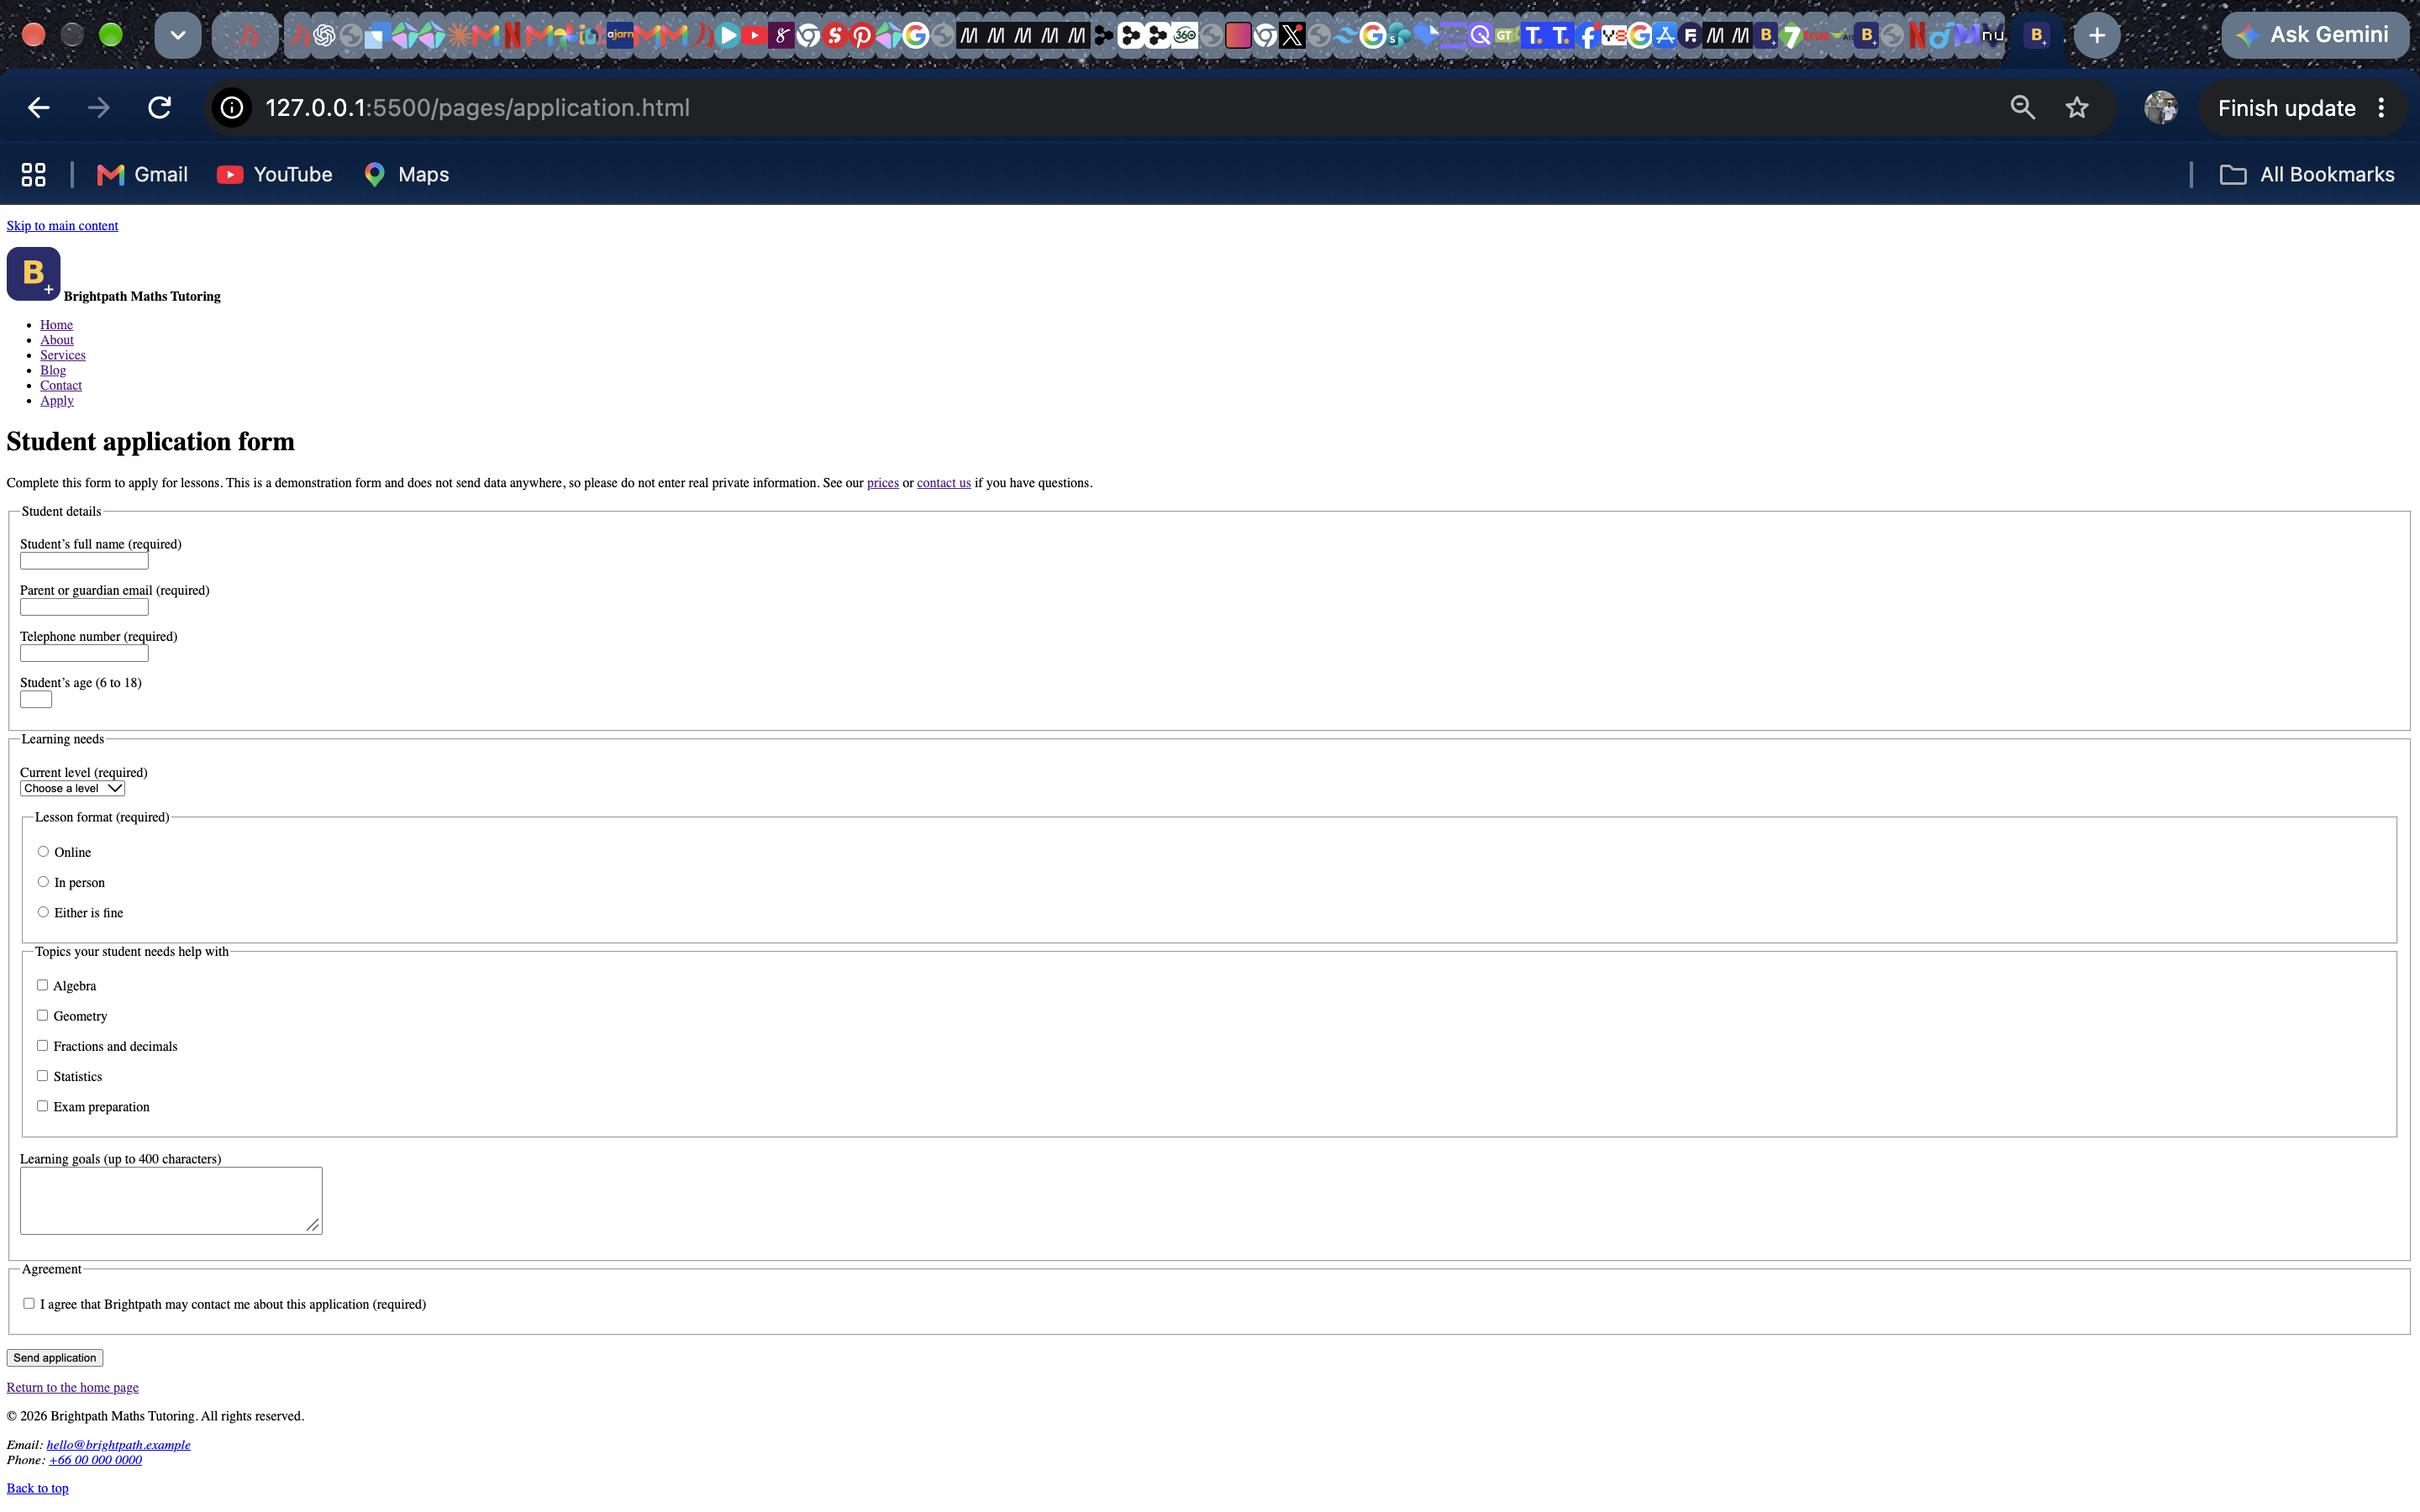 Ask Gemini
127.0.0.1:5500/pages/application.html
Finish update
Gmail
YouTube
Maps
All Bookmarks
Skip to main content
B+
Brightpath Maths Tutoring
Home
About
Services
Blog
Contact
Apply
Student application form
Complete this form to apply for lessons. This is a demonstration form and does not send data anywhere, so please do not enter real private information. See our prices or contact us if you have questions.
Student details
Student’s full name (required)
Parent or guardian email (required)
Telephone number (required)
Student’s age (6 to 18)
Learning needs
Current level (required)
Choose a level
Lesson format (required)
Online
In person
Either is fine
Topics your student needs help with
Algebra
Geometry
Fractions and decimals
Statistics
Exam preparation
Learning goals (up to 400 characters)
Agreement
I agree that Brightpath may contact me about this application (required)
Send application
Return to the home page
© 2026 Brightpath Maths Tutoring. All rights reserved.
Email: hello@brightpath.example
Phone: +66 00 000 0000
Back to top